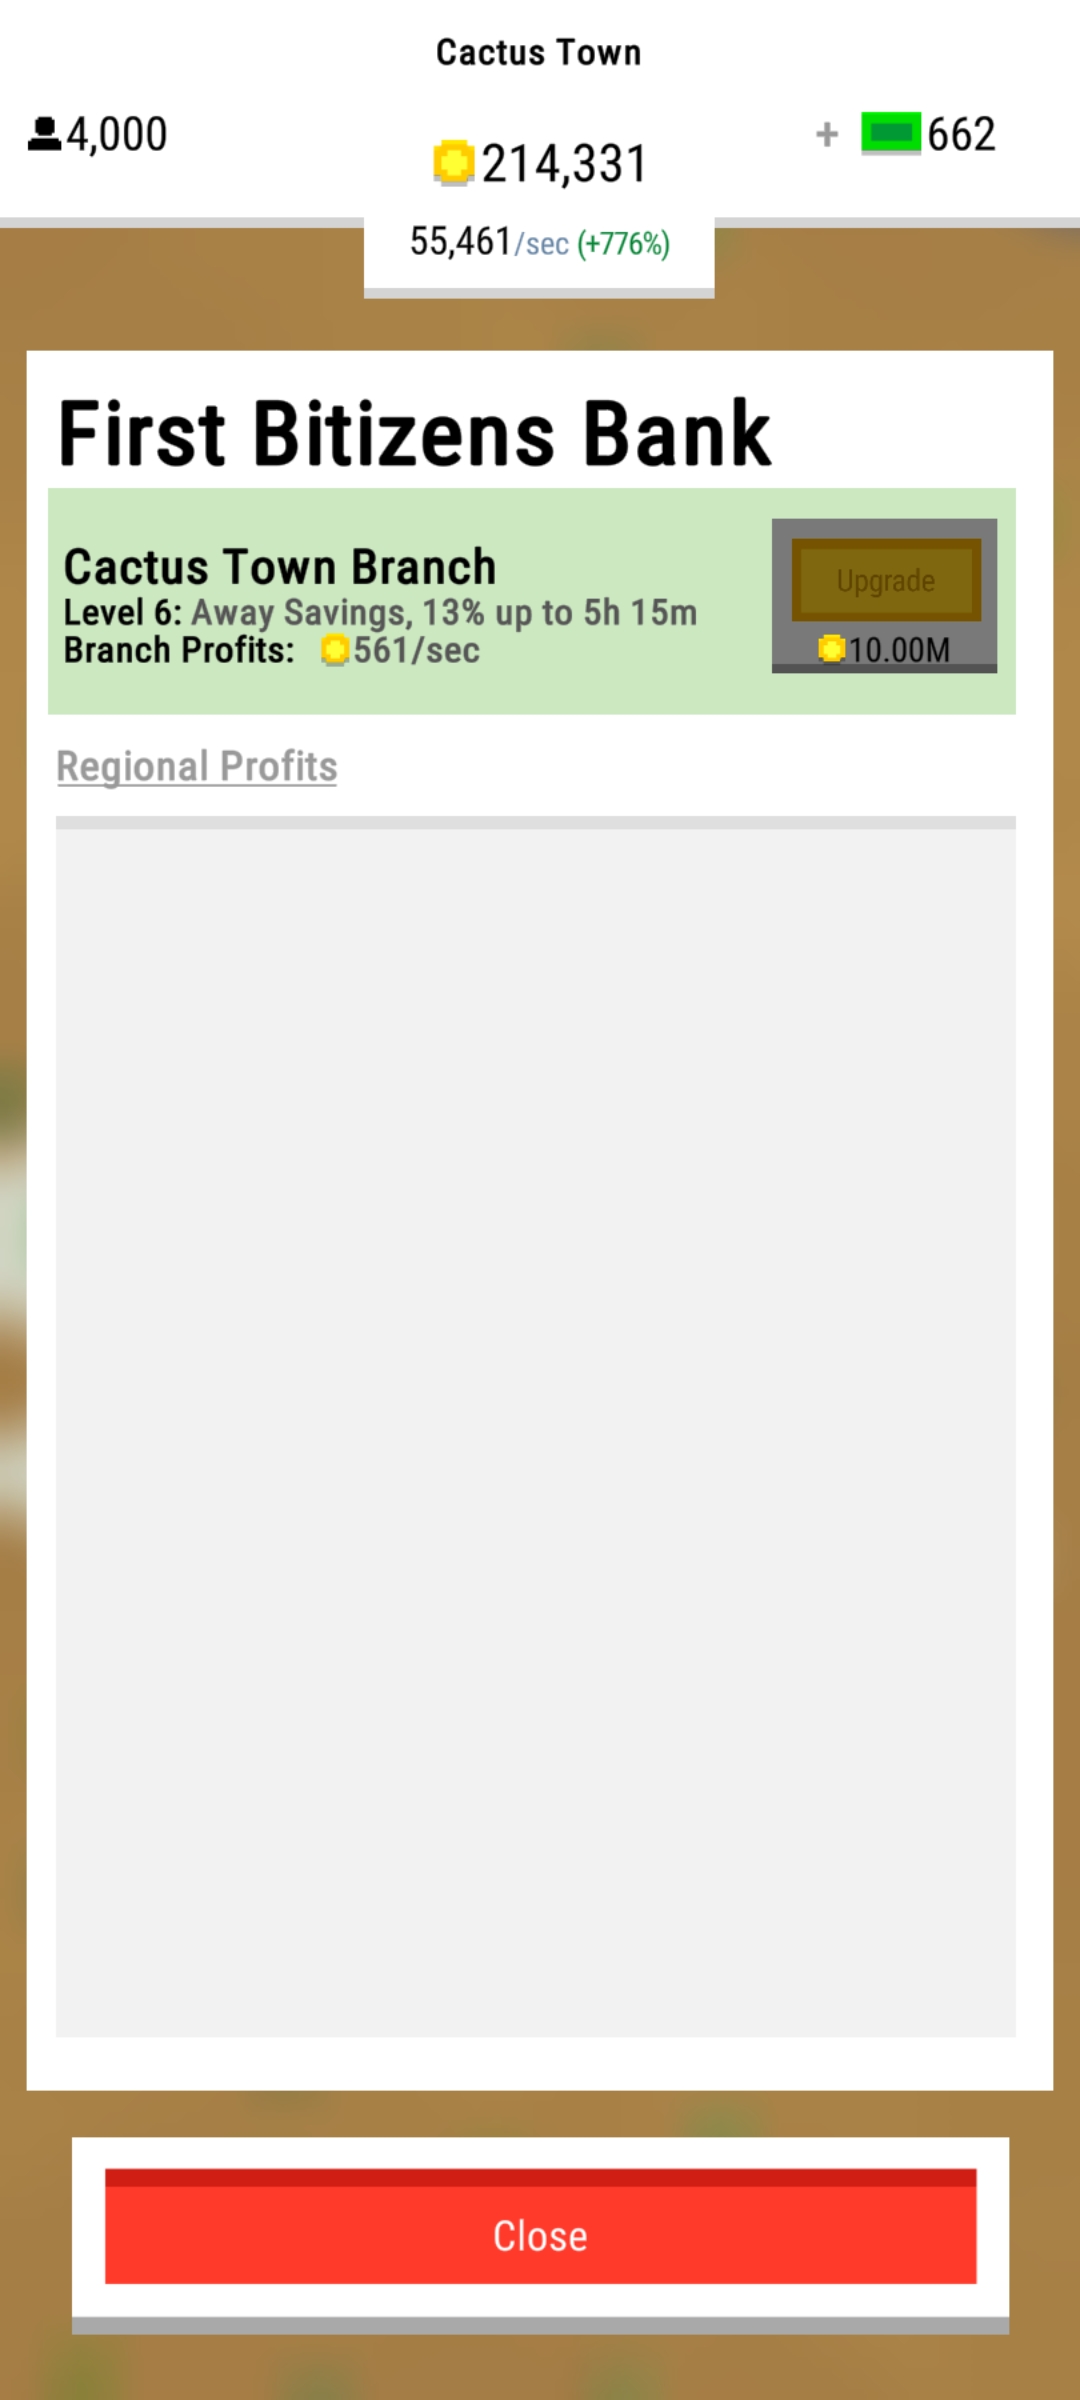 Cactus Town
4,000
214,331
+ 662
55,461/sec (+776%)
First Bitizens Bank
Cactus Town Branch
Level 6: Away Savings, 13% up to 5h 15m
Branch Profits: 561/sec
Upgrade
10.00M
Regional Profits
Close